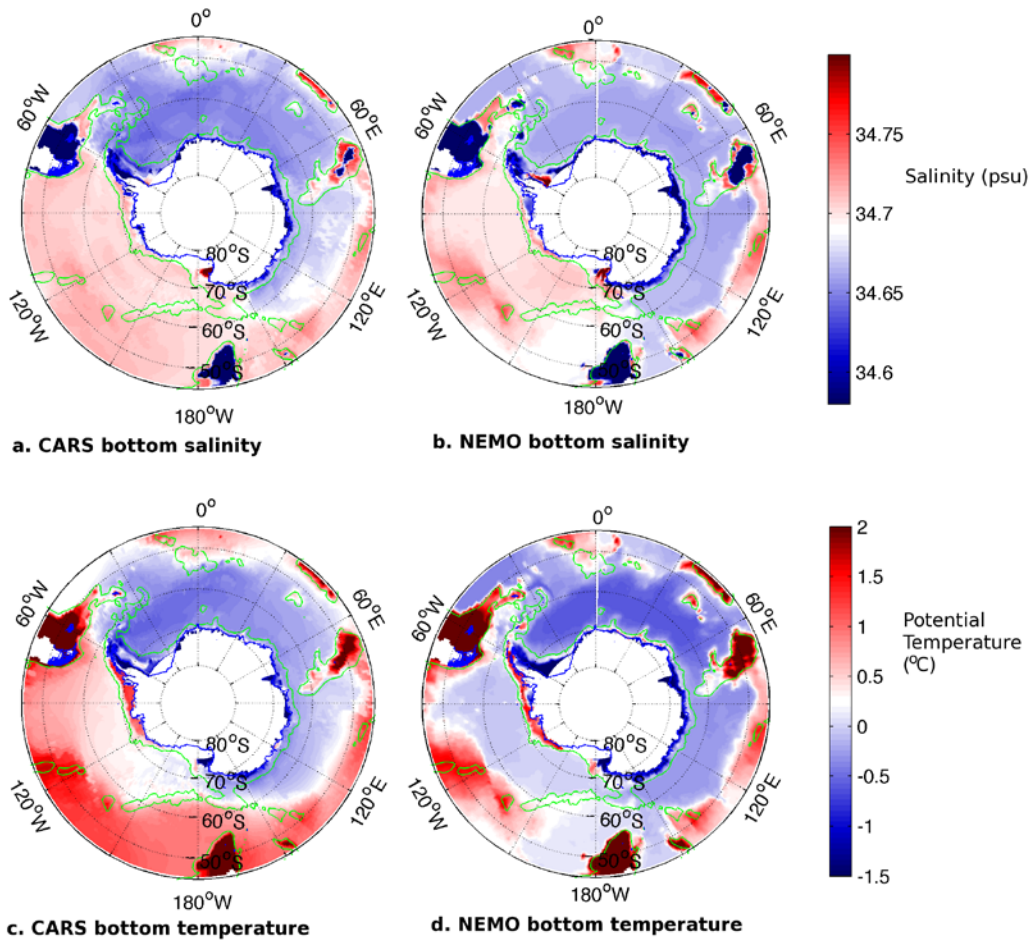 0°
0°
60°W
60°E
60°W
60°E
34.75
Salinity (psu)
34.7
80°S
80°S
70°S
70°S
34.65
120°W
60°S
120°E
120°W
60°S
120°E
50°S
50°S
34.6
180°W
180°W
a. CARS bottom salinity
b. NEMO bottom salinity
0°
0°
2
60°W
60°E
60°W
60°E
1.5
1
Potential
Temperature
(°C)
0.5
0
80°S
80°S
70°S
70°S
-0.5
120°W
60°S
120°E
120°W
60°S
120°E
-1
50°S
50°S
-1.5
180°W
180°W
c. CARS bottom temperature
d. NEMO bottom temperature